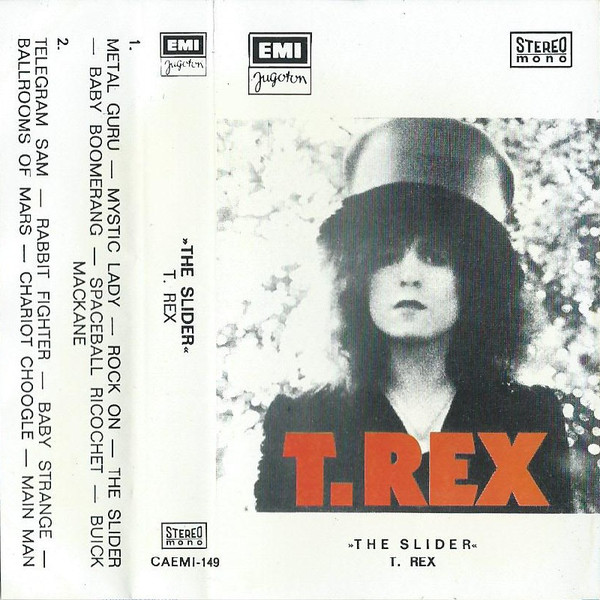 1.
METAL GURU — MYSTIC LADY — ROCK ON — THE SLIDER
— BABY BOOMERANG — SPACEBALL RICOCHET — BUICK
MACKANE
2.
TELEGRAM SAM — RABBIT FIGHTER — BABY STRANGE —
BALLROOMS OF MARS — CHARIOT CHOOGLE — MAIN MAN
EMI
Jugoton
»THE SLIDER«
T. REX
STEREO
mono
CAEMI-149
EMI
Jugoton
STEREO
mono
T.REX
»THE SLIDER«
T. REX